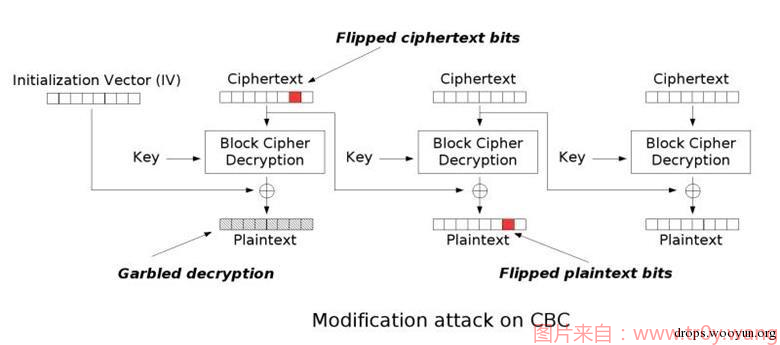 Flipped ciphertext bits
Initialization Vector (IV)
Ciphertext
Ciphertext
Ciphertext
Key
Block Cipher
Decryption
Key
Block Cipher
Decryption
Key
Block Cipher
Decryption
Plaintext
Plaintext
Plaintext
Garbled decryption
Flipped plaintext bits
Modification attack on CBC
图片来自：www.tr0y.wang
drops.wooyun.org